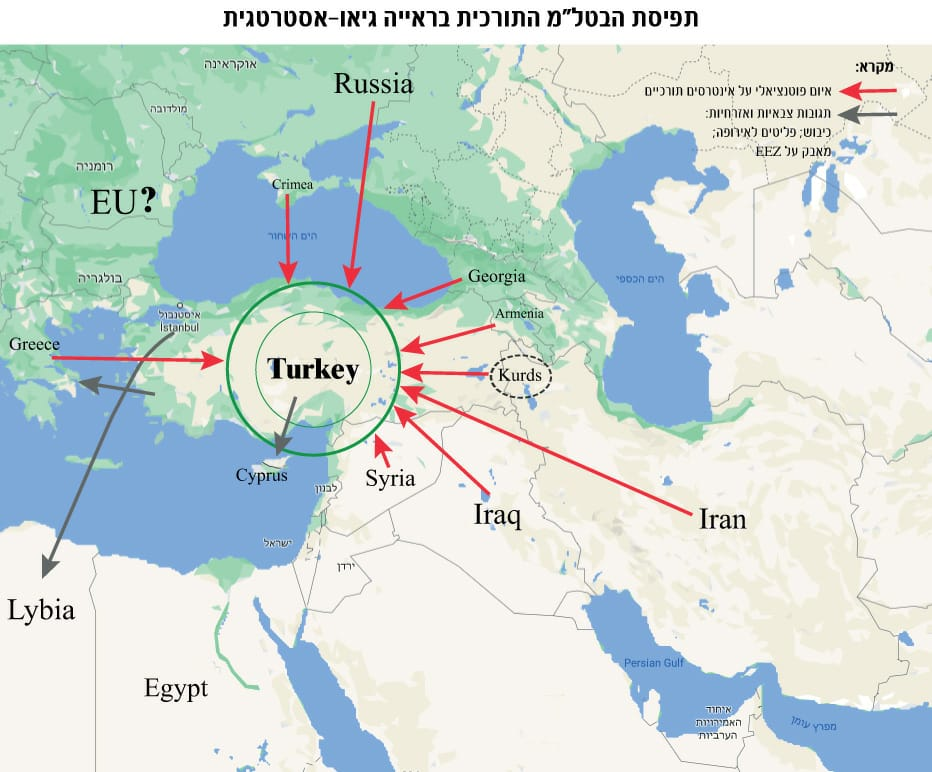 תפיסת הבטל"מ התורכית בראייה גיאו-אסטרטגית
מקרא:
איום פוטנציאלי על אינטרסים תורכיים
תגובות צבאיות ואזרחיות:
כיבוש; פליטים לאירופה;
מאבק על EEZ
אוקראינה
Russia
מולדובה
רומניה
EU?
Crimea
הים השחור
בולגריה
Georgia
הים הכספי
איסטנבול
İstanbul
Armenia
Greece
Turkey
Kurds
Cyprus
Syria
לבנון
Iraq
Iran
ישראל
ירדן
Lybia
Persian Gulf
Egypt
איחוד
האמירויות
הערביות
מפרץ עומן